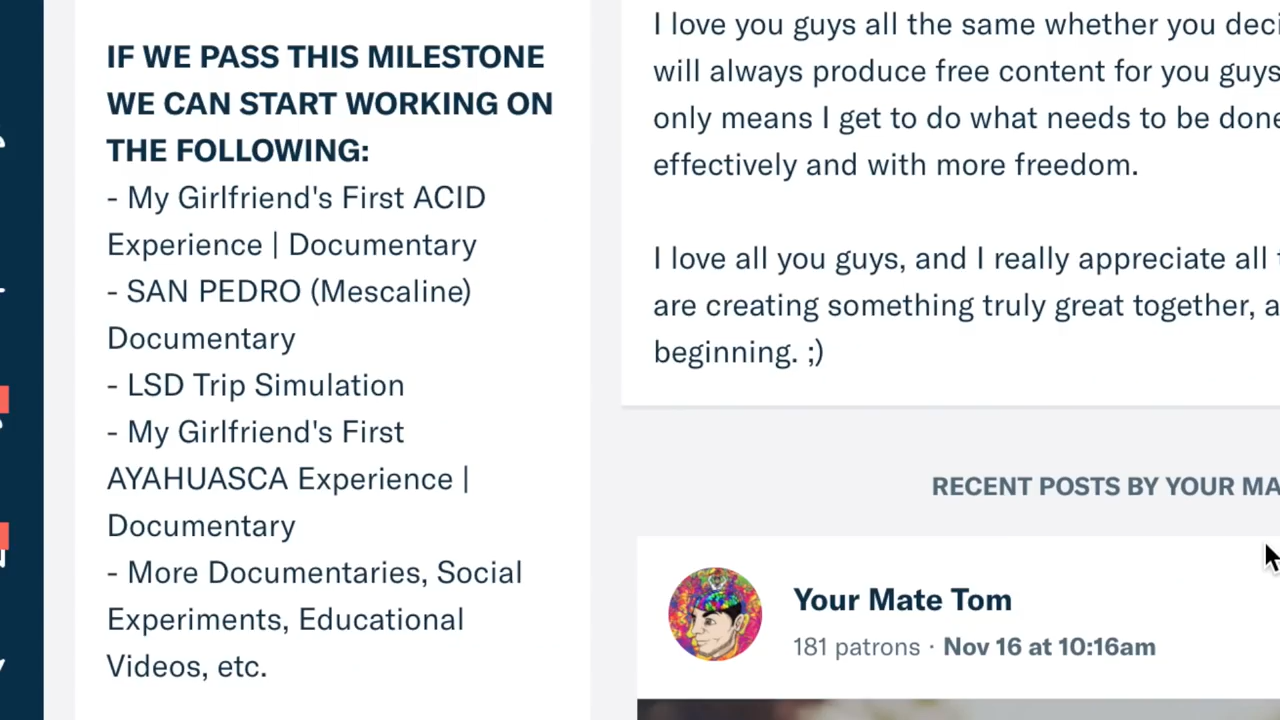 IF WE PASS THIS MILESTONE
WE CAN START WORKING ON
THE FOLLOWING:
- My Girlfriend's First ACID
Experience | Documentary
- SAN PEDRO (Mescaline)
Documentary
- LSD Trip Simulation
- My Girlfriend's First
AYAHUASCA Experience |
Documentary
- More Documentaries, Social
Experiments, Educational
Videos, etc.
I love you guys all the same whether you
will always produce free content for you guys
only means I get to do what needs to be done
effectively and with more freedom.
I love all you guys, and I really appreciate all
are creating something truly great together,
beginning. ;)
RECENT POSTS BY YOUR
Your Mate Tom
181 patrons · Nov 16 at 10:16am